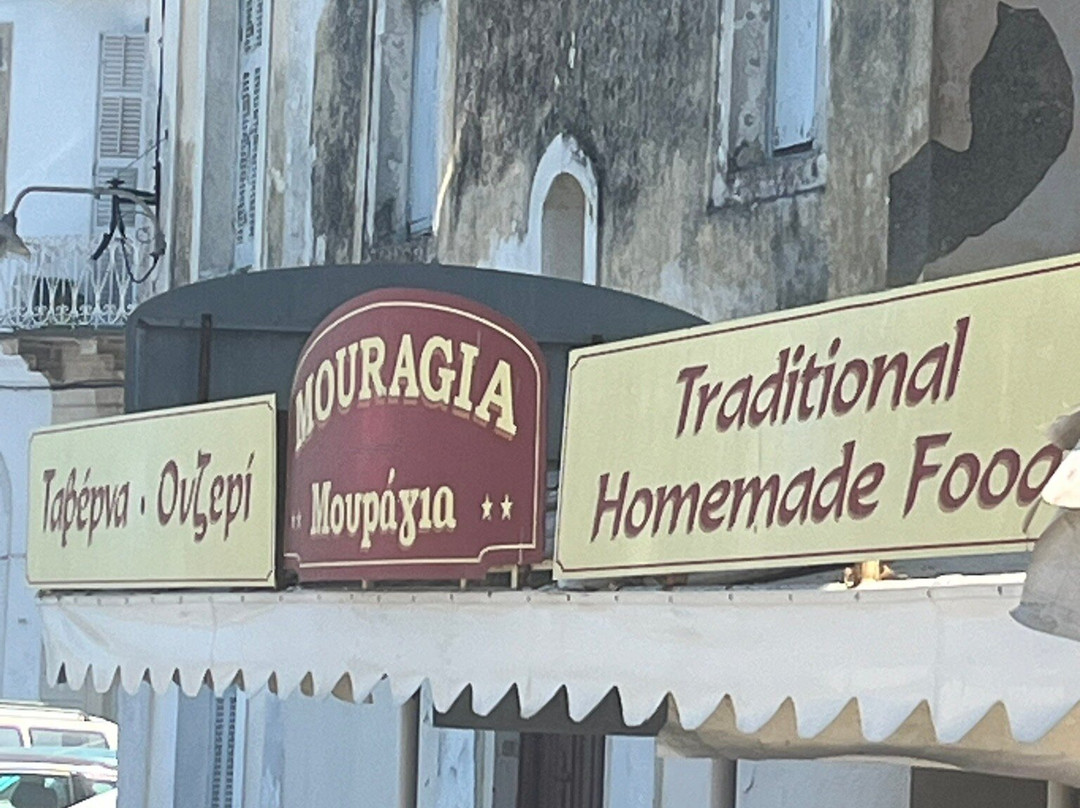 Ταβέρνα · Ουζερί
MOURAGIA
Μουράγια
Traditional
Homemade Food